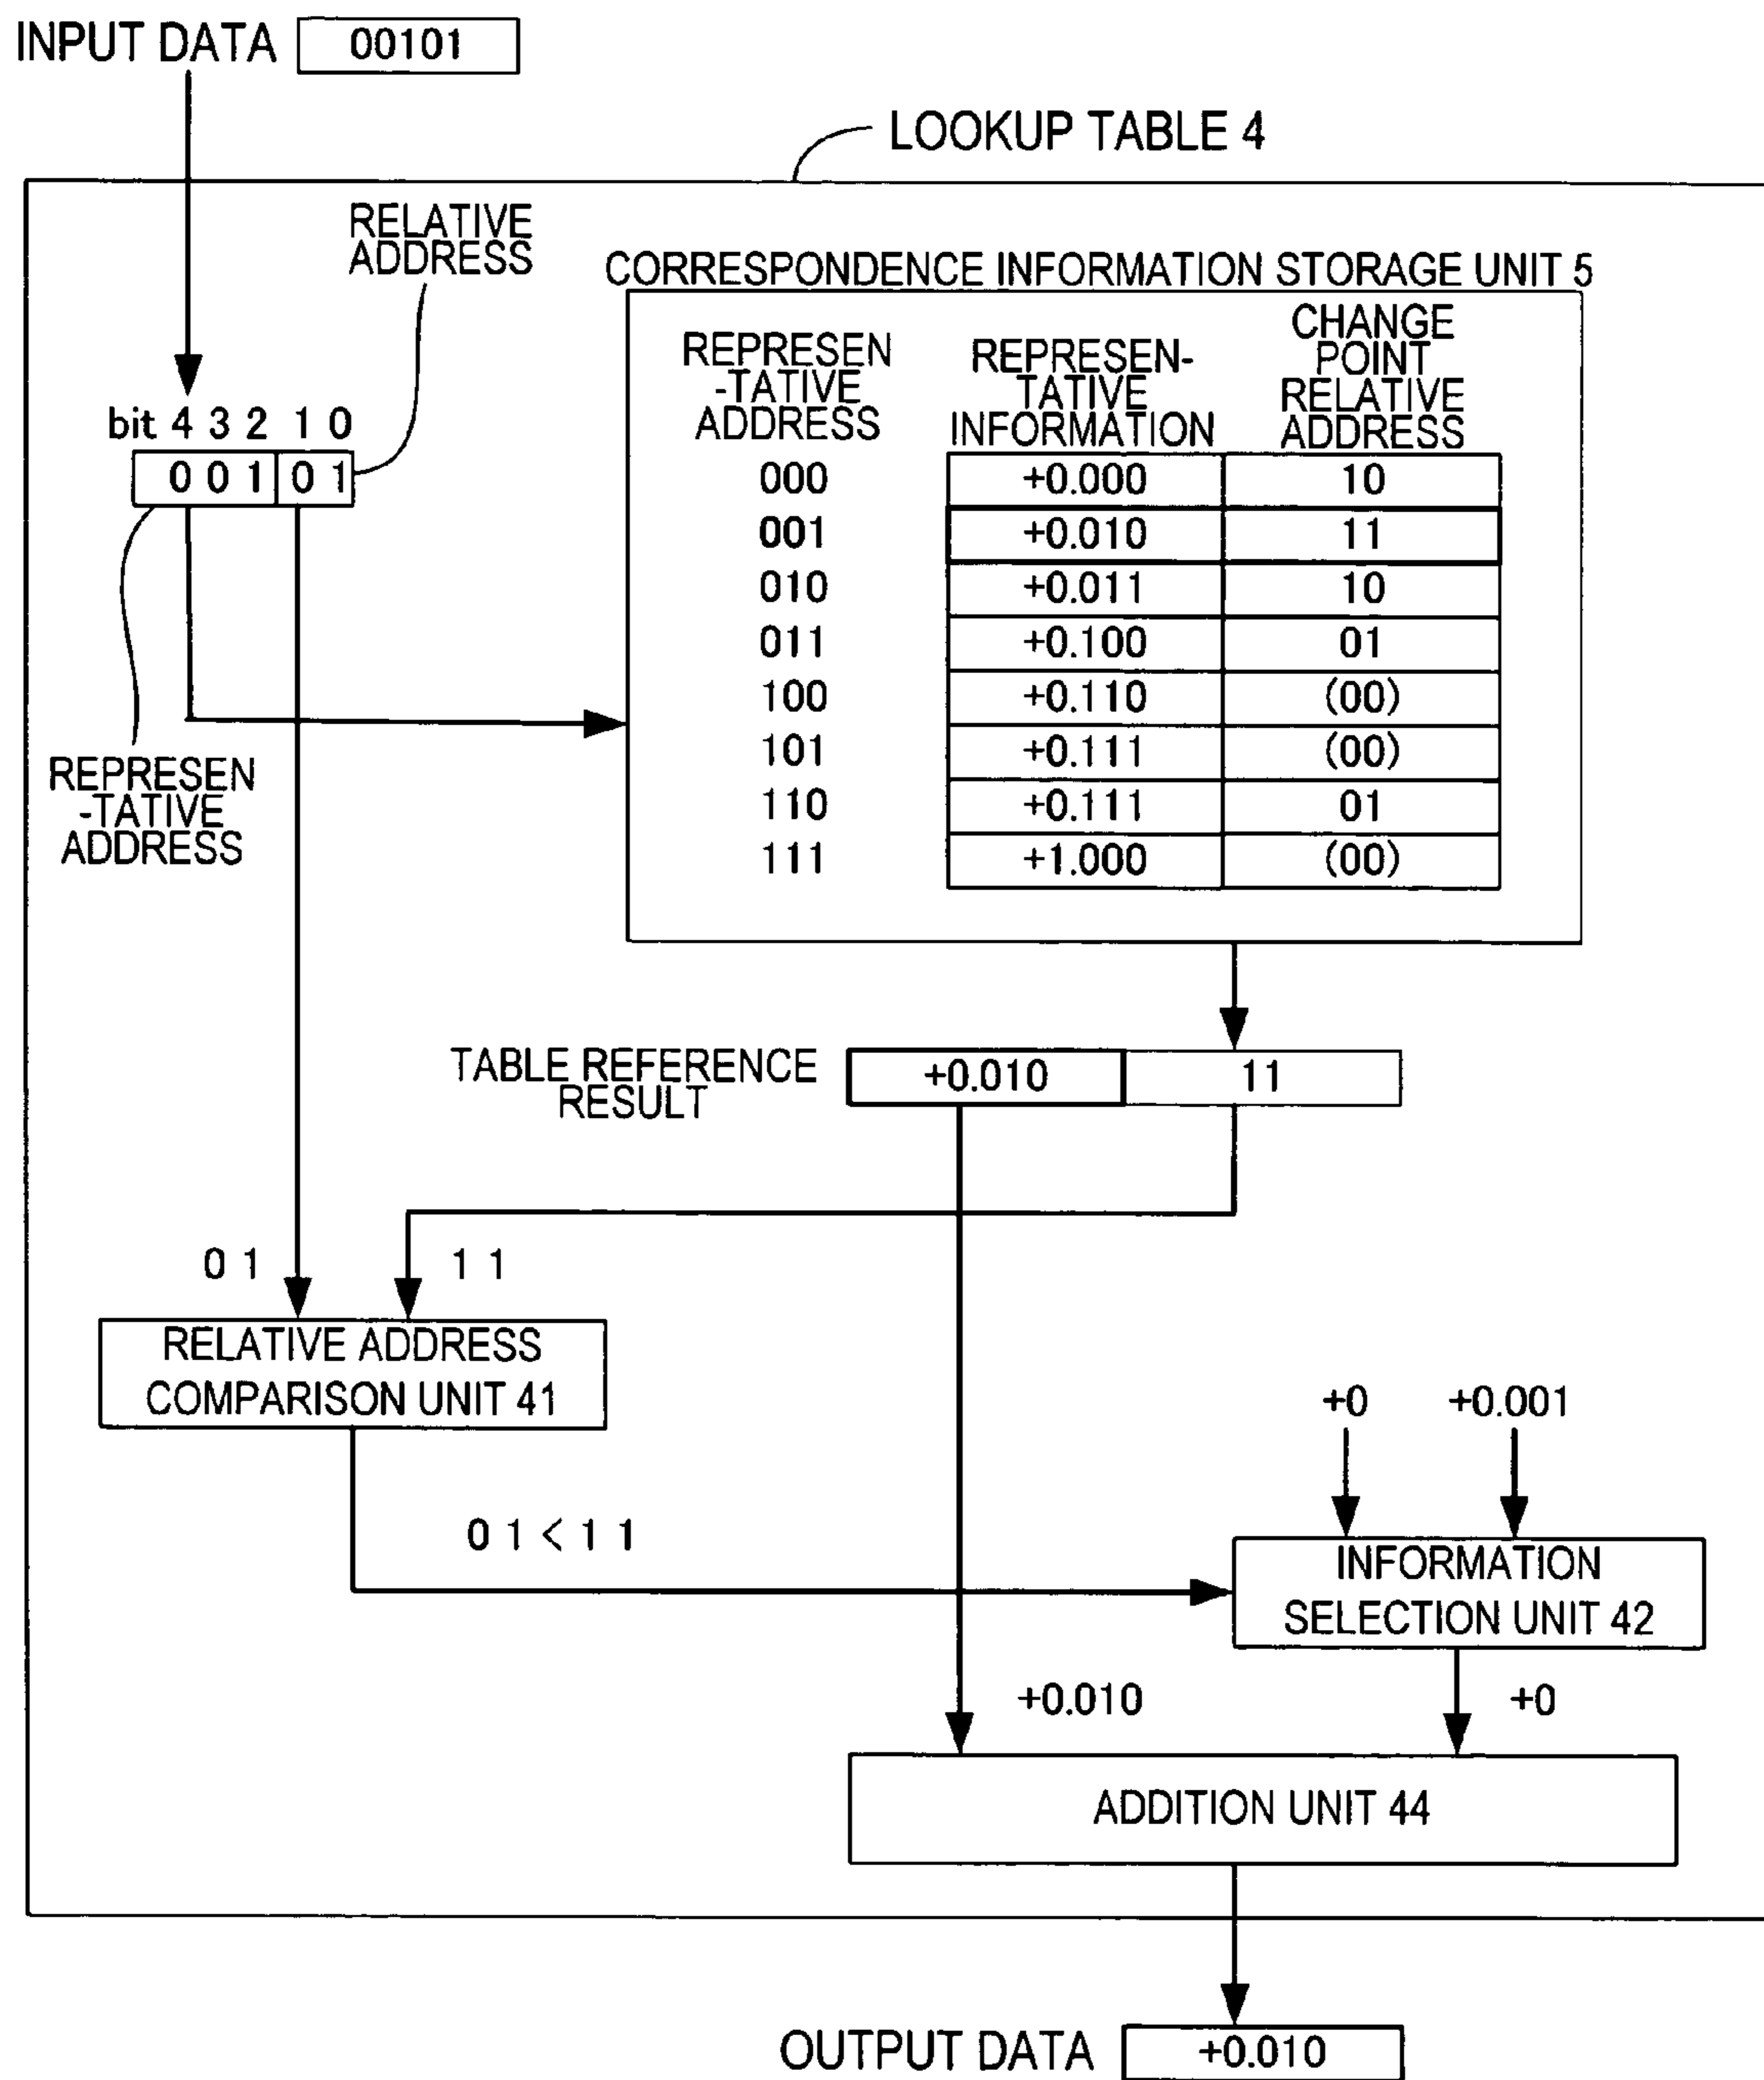 INPUT DATA 00101
LOOKUP TABLE 4
RELATIVE
ADDRESS
CORRESPONDENCE INFORMATION STORAGE UNIT 5
REPRESEN
-TATIVE
ADDRESS
REPRESEN-
TATIVE
INFORMATION
CHANGE
POINT
RELATIVE
ADDRESS
bit 4 3 2 1 0
0 0 1 0 1
000 +0.000 10
001 +0.010 11
010 +0.011 10
011 +0.100 01
100 +0.110 (00)
101 +0.111 (00)
110 +0.111 01
111 +1.000 (00)
REPRESEN
-TATIVE
ADDRESS
TABLE REFERENCE
RESULT
+0.010 11
0 1 1 1
RELATIVE ADDRESS
COMPARISON UNIT 41
+0 +0.001
0 1 < 1 1
INFORMATION
SELECTION UNIT 42
+0.010 +0
ADDITION UNIT 44
OUTPUT DATA +0.010